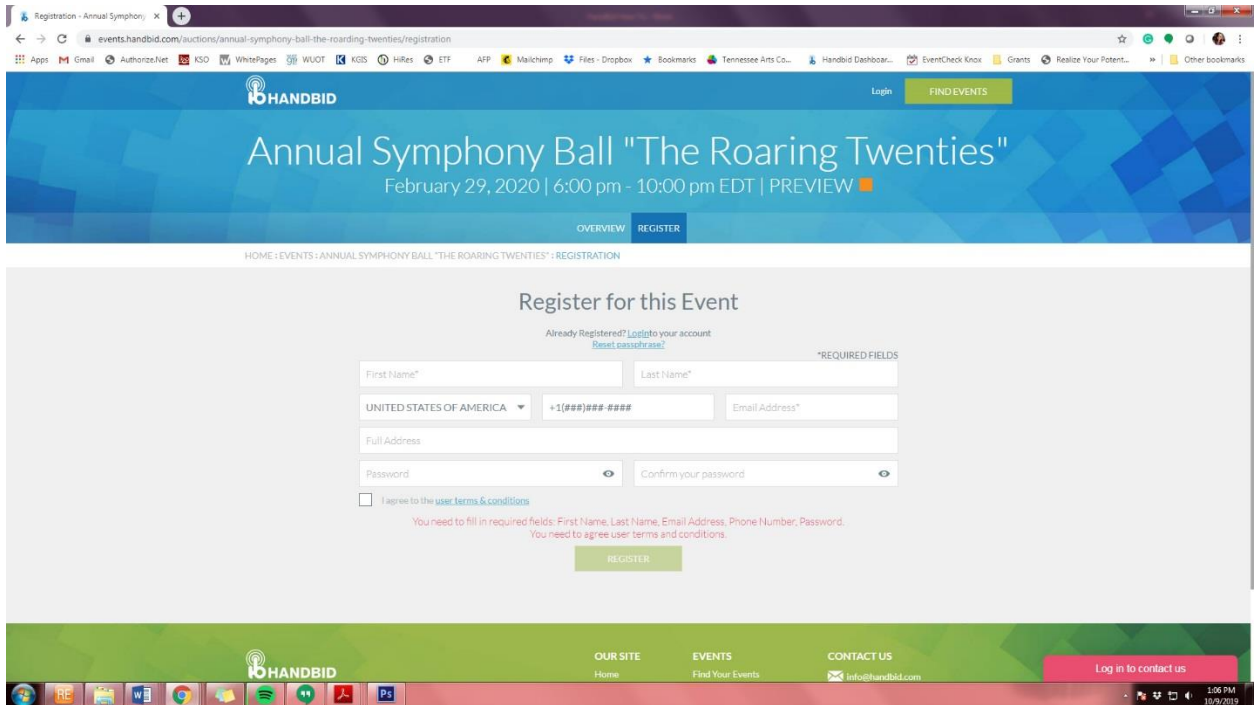 Registration - Annual Symphony
events.handbid.com/auctions/annual-symphony-ball-the-roarding-twenties/registration
Apps Gmail Authorize.Net KSO WhitePages WUOT KGIS HiRes ETF AFP Mailchimp Files - Dropbox Bookmarks Tennessee Arts Co... Handbid Dashboar... EventCheck Knox Grants Realize Your Potent... » Other bookmarks
HANDBID Login FIND EVENTS
Annual Symphony Ball "The Roaring Twenties"
February 29, 2020 | 6:00 pm - 10:00 pm EDT | PREVIEW
OVERVIEW REGISTER
HOME : EVENTS : ANNUAL SYMPHONY BALL "THE ROARING TWENTIES" : REGISTRATION
Register for this Event
Already Registered? Login to your account
Reset passphrase?
*REQUIRED FIELDS
First Name* Last Name*
UNITED STATES OF AMERICA +1(###)###-#### Email Address*
Full Address
Password Confirm your password
I agree to the user terms & conditions
You need to fill in required fields: First Name, Last Name, Email Address, Phone Number, Password.
You need to agree user terms and conditions.
REGISTER
HANDBID OUR SITE EVENTS CONTACT US
Home Find Your Events info@handbid.com
Log in to contact us
RE W Ps 1:06 PM
10/9/2019